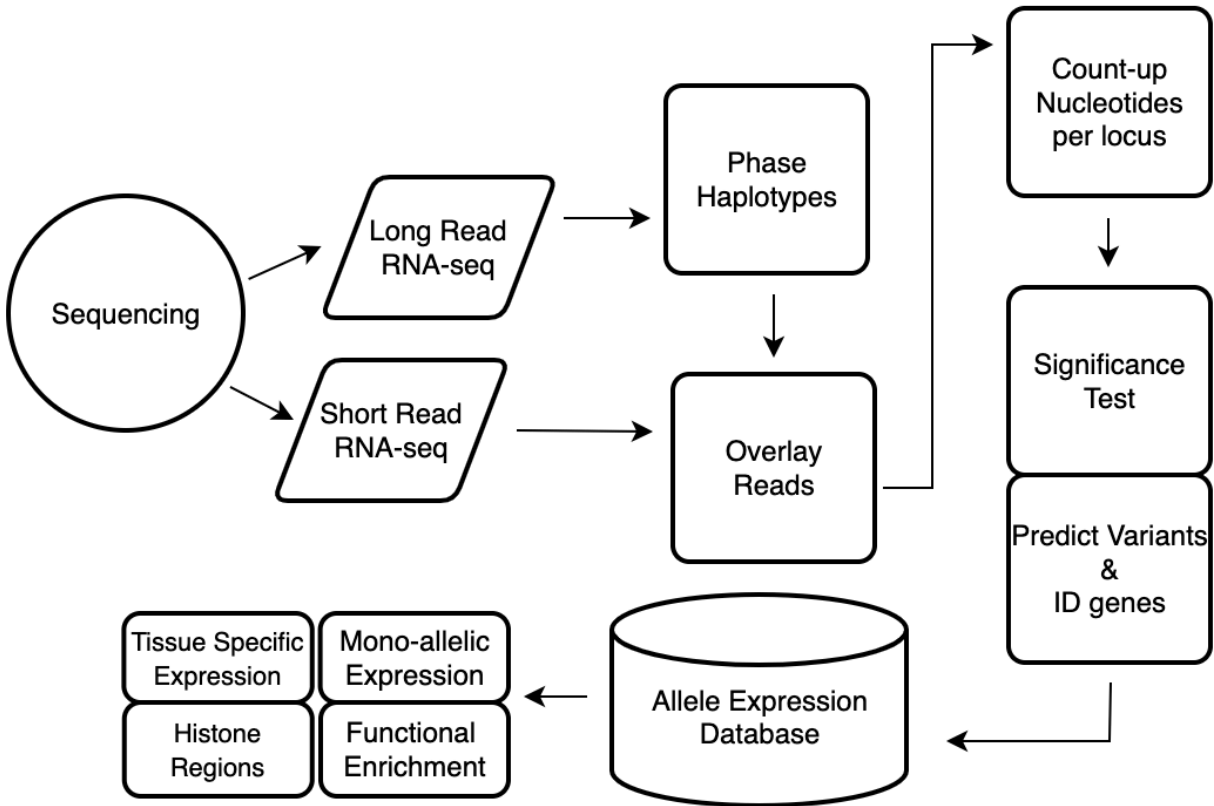 Sequencing
Long Read
RNA-seq
Short Read
RNA-seq
Phase
Haplotypes
Overlay
Reads
Count-up
Nucleotides
per locus
Significance
Test
Predict Variants
&
ID genes
Allele Expression
Database
Tissue Specific
Expression
Mono-allelic
Expression
Histone
Regions
Functional
Enrichment